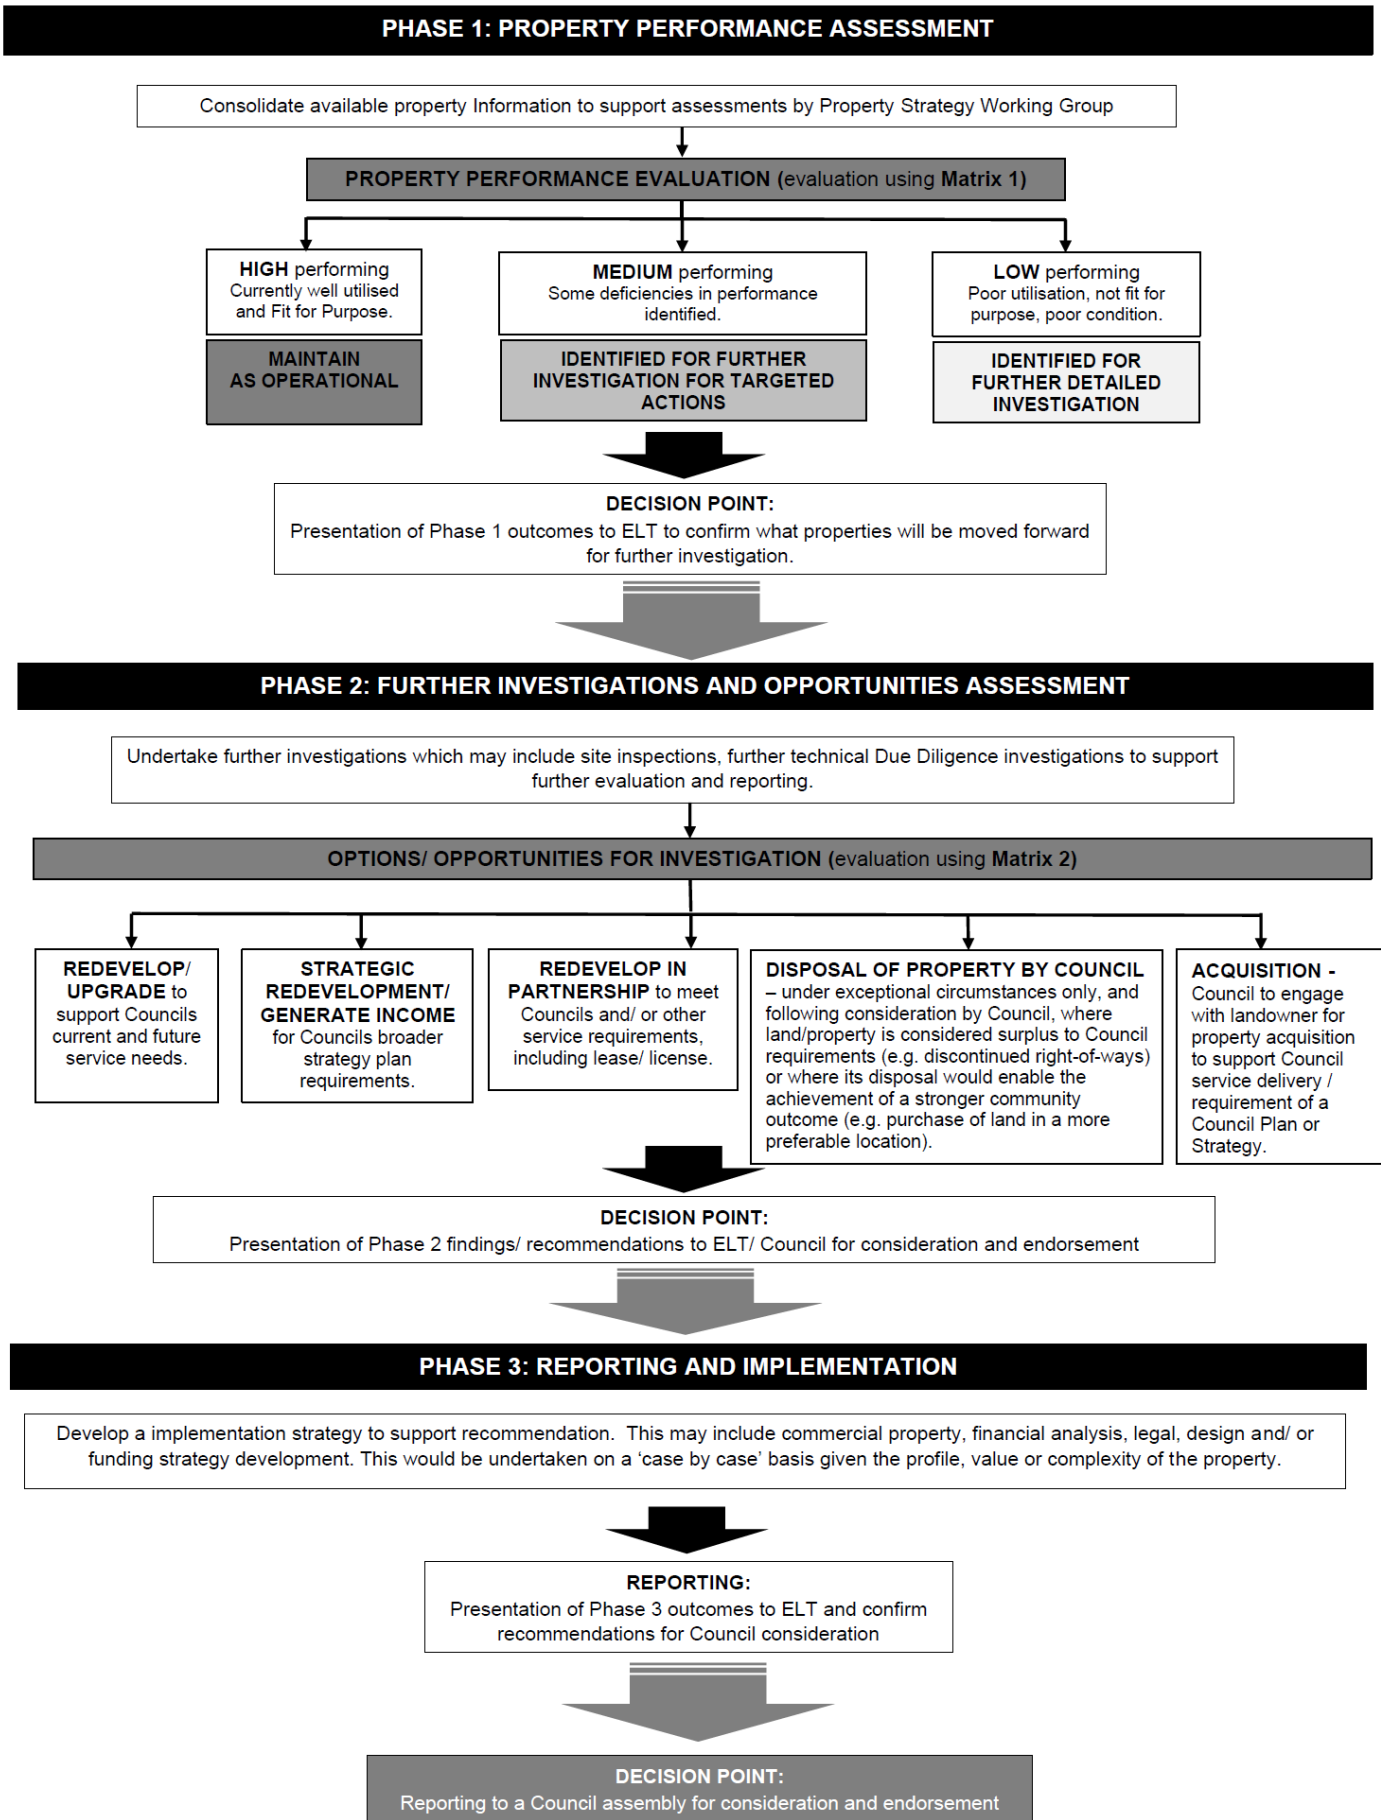 PHASE 1: PROPERTY PERFORMANCE ASSESSMENT
Consolidate available property Information to support assessments by Property Strategy Working Group
PROPERTY PERFORMANCE EVALUATION (evaluation using Matrix 1)
HIGH performing
Currently well utilised
and Fit for Purpose.
MAINTAIN
AS OPERATIONAL
MEDIUM performing
Some deficiencies in performance
identified.
IDENTIFIED FOR FURTHER
INVESTIGATION FOR TARGETED
ACTIONS
LOW performing
Poor utilisation, not fit for
purpose, poor condition.
IDENTIFIED FOR
FURTHER DETAILED
INVESTIGATION
DECISION POINT:
Presentation of Phase 1 outcomes to ELT to confirm what properties will be moved forward
for further investigation.
PHASE 2: FURTHER INVESTIGATIONS AND OPPORTUNITIES ASSESSMENT
Undertake further investigations which may include site inspections, further technical Due Diligence investigations to support
further evaluation and reporting.
OPTIONS/ OPPORTUNITIES FOR INVESTIGATION (evaluation using Matrix 2)
REDEVELOP/
UPGRADE to
support Councils
current and future
service needs.
STRATEGIC
REDEVELOPMENT/
GENERATE INCOME
for Councils broader
strategy plan
requirements.
REDEVELOP IN
PARTNERSHIP to meet
Councils and/ or other
service requirements,
including lease/ license.
DISPOSAL OF PROPERTY BY COUNCIL
– under exceptional circumstances only, and
following consideration by Council, where
land/property is considered surplus to Council
requirements (e.g. discontinued right-of-ways)
or where its disposal would enable the
achievement of a stronger community
outcome (e.g. purchase of land in a more
preferable location).
ACQUISITION -
Council to engage
with landowner for
property acquisition
to support Council
service delivery /
requirement of a
Council Plan or
Strategy.
DECISION POINT:
Presentation of Phase 2 findings/ recommendations to ELT/ Council for consideration and endorsement
PHASE 3: REPORTING AND IMPLEMENTATION
Develop a implementation strategy to support recommendation. This may include commercial property, financial analysis, legal, design and/ or
funding strategy development. This would be undertaken on a ‘case by case’ basis given the profile, value or complexity of the property.
REPORTING:
Presentation of Phase 3 outcomes to ELT and confirm
recommendations for Council consideration
DECISION POINT:
Reporting to a Council assembly for consideration and endorsement